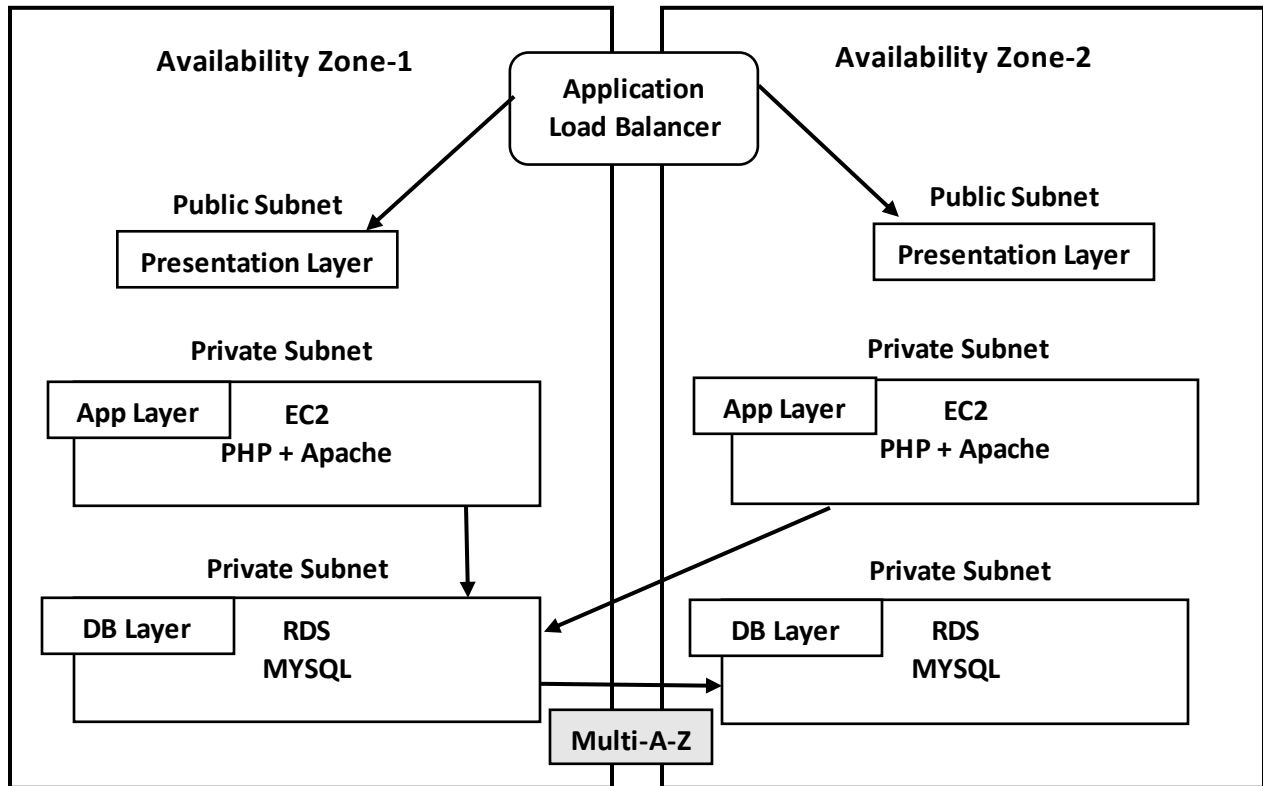 Availability Zone-1
Availability Zone-2
Application
Load Balancer
Public Subnet
Presentation Layer
Public Subnet
Presentation Layer
Private Subnet
App Layer
EC2
PHP + Apache
Private Subnet
App Layer
EC2
PHP + Apache
Private Subnet
DB Layer
RDS
MYSQL
Private Subnet
DB Layer
RDS
MYSQL
Multi-A-Z